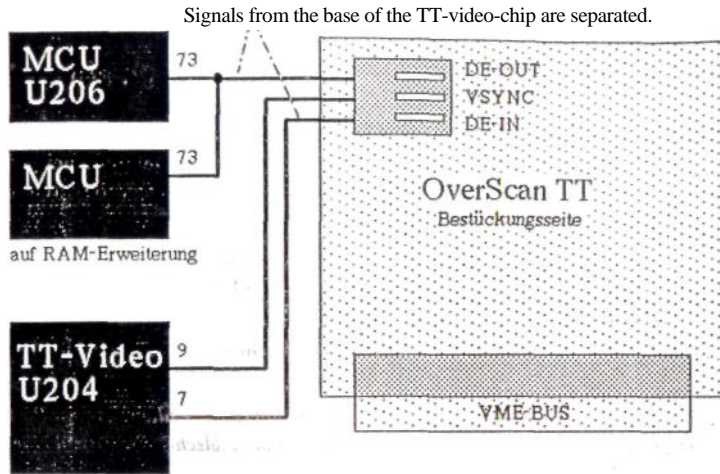 Signals from the base of the TT-video-chip are separated.
MCU
U206
73
DE-OUT
VSYNC
DE-IN
MCU
73
auf RAM-Erweiterung
OverScan TT
Bestückungsseite
TT-Video
U204
9
7
VME-BUS